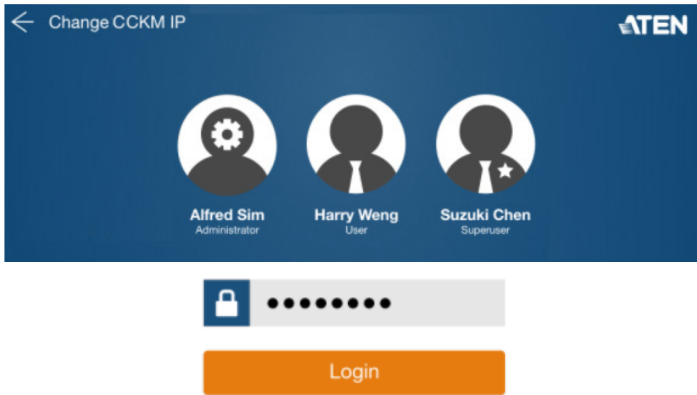 Change CCKM IP
ATEN
Alfred Sim
Administrator
Harry Weng
User
Suzuki Chen
Superuser
Login